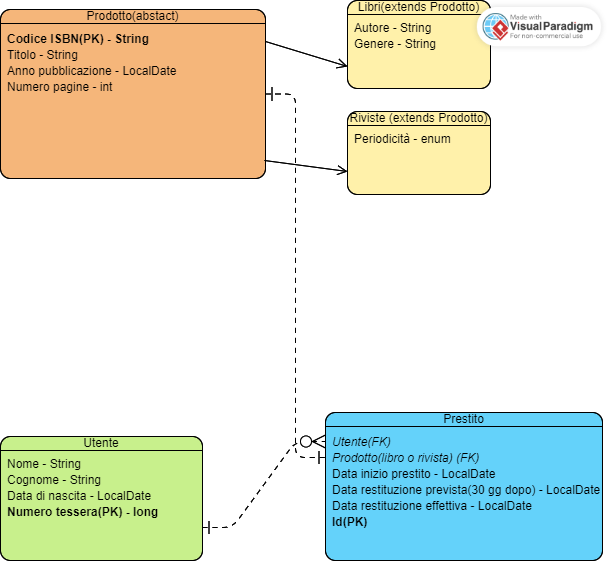 Prodotto(abstact)
Codice ISBN(PK) - String
Titolo - String
Anno pubblicazione - LocalDate
Numero pagine - int
Libri(extends Prodotto)
Autore - String
Genere - String
Made with
VisualParadigm
For non-commercial use
Riviste (extends Prodotto)
Periodicità - enum
Utente
Nome - String
Cognome - String
Data di nascita - LocalDate
Numero tessera(PK) - long
Prestito
Utente(FK)
Prodotto(libro o rivista) (FK)
Data inizio prestito - LocalDate
Data restituzione prevista(30 gg dopo) - LocalDate
Data restituzione effettiva - LocalDate
Id(PK)